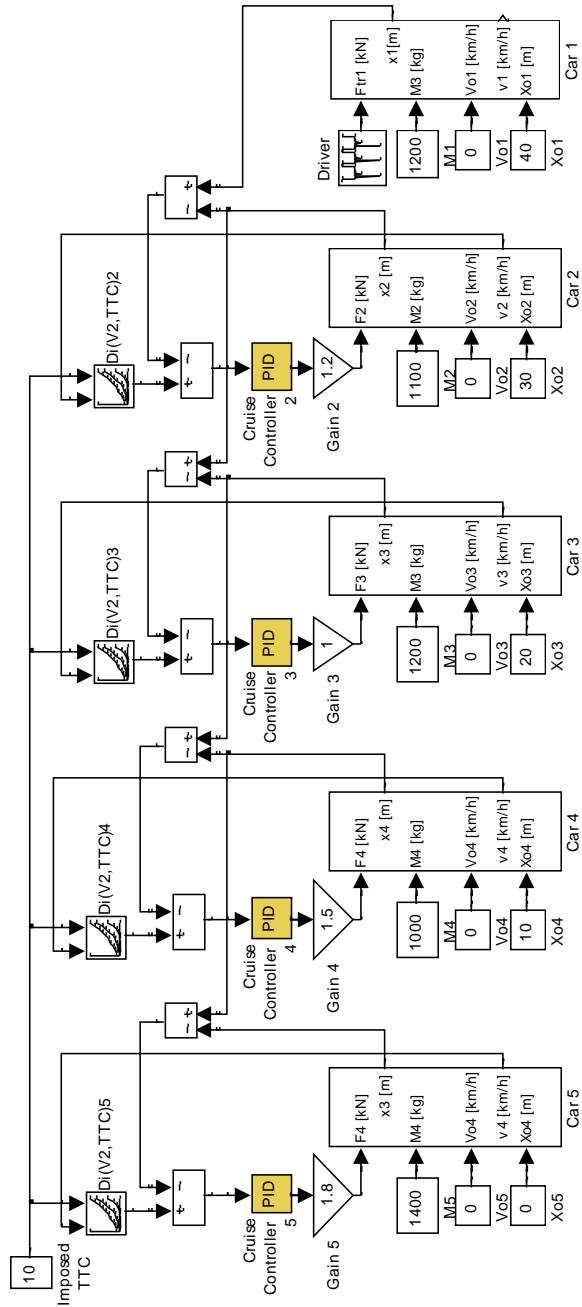 10
Imposed
TTC
Di(V2,TTC)5
Cruise
Controller
5
PID
1.8
Gain 5
1400
M5
0
Vo5
0
Xo5
F4 [kN]
x3 [m]
M4 [kg]
Vo4 [km/h]
v4 [km/h]
Xo4 [m]
Car 5
Di(V2,TTC)4
Cruise
Controller
4
PID
1.5
Gain 4
1000
M4
0
Vo4
10
Xo4
F4 [kN]
x4 [m]
M4 [kg]
Vo4 [km/h]
v4 [km/h]
Xo4 [m]
Car 4
Di(V2,TTC)3
Cruise
Controller
3
PID
1
Gain 3
1200
M3
0
Vo3
20
Xo3
F3 [kN]
x3 [m]
M3 [kg]
Vo3 [km/h]
v3 [km/h]
Xo3 [m]
Car 3
Di(V2,TTC)2
Cruise
Controller
2
PID
1.2
Gain 2
1100
M2
0
Vo2
30
Xo2
F2 [kN]
x2 [m]
M2 [kg]
Vo2 [km/h]
v2 [km/h]
Xo2 [m]
Car 2
Driver
1200
M1
0
Vo1
40
Xo1
Ftr1 [kN]
x1[m]
M3 [kg]
Vo1 [km/h]
v1 [km/h]
Xo1 [m]
Car 1